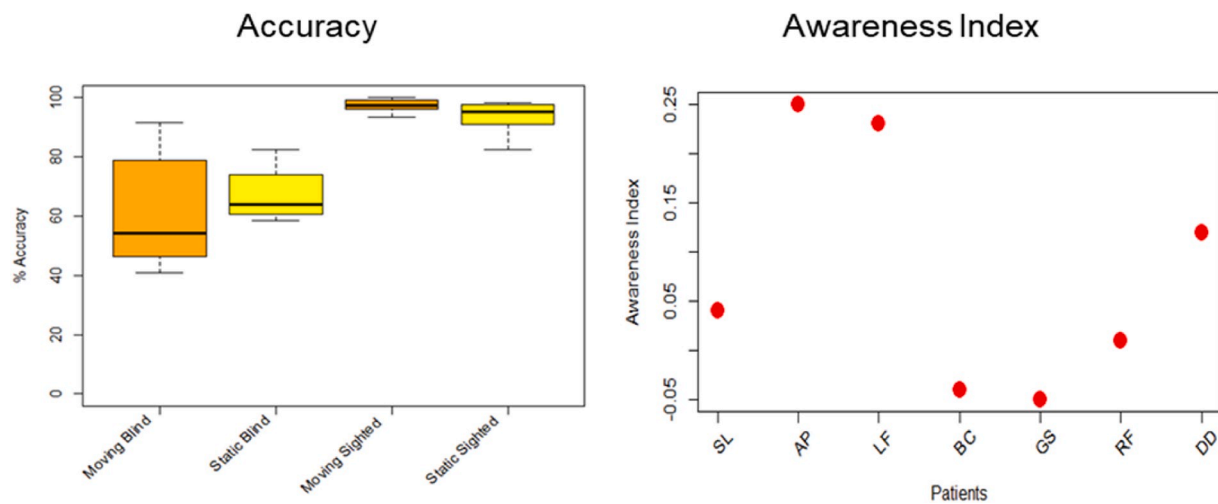 Accuracy
Awareness Index
% Accuracy
100
80
60
40
20
0
Moving Blind
Static Blind
Moving Sighted
Static Sighted
Awareness Index
0.25
0.15
0.05
-0.05
SL
AP
LF
BC
GS
RF
DD
Patients